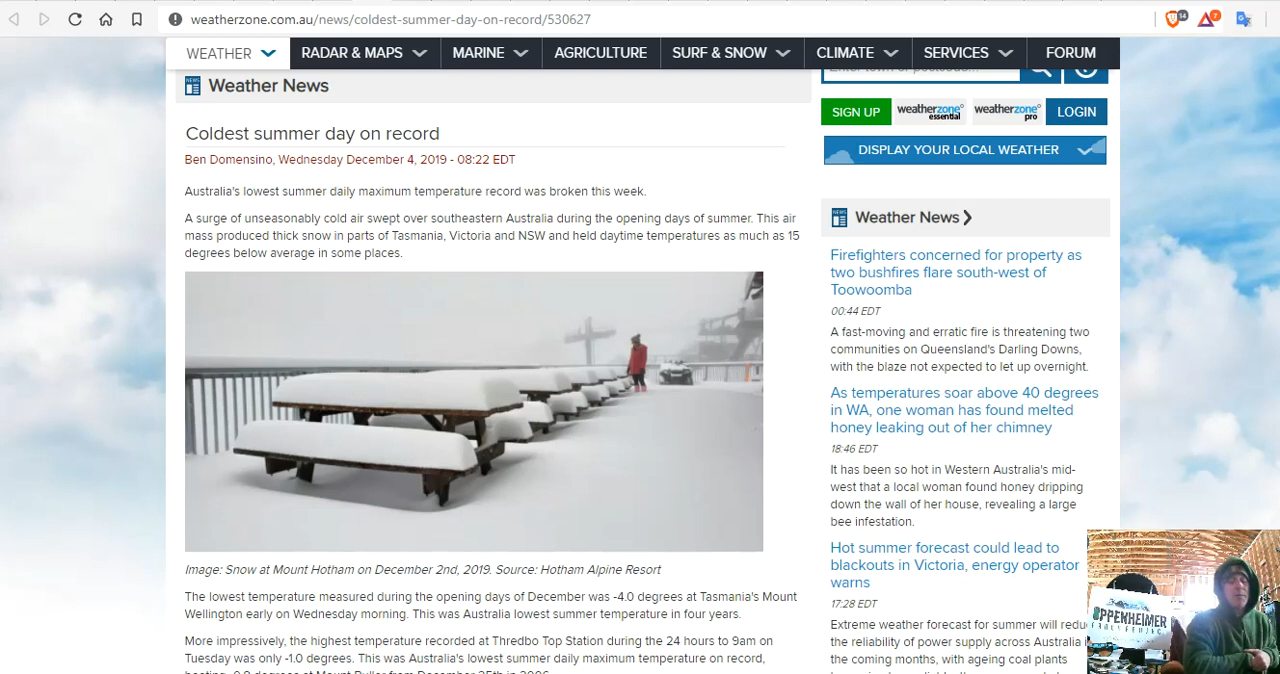 weatherzone.com.au/news/coldest-summer-day-on-record/530627
14
7
WEATHER
RADAR & MAPS
MARINE
AGRICULTURE
SURF & SNOW
CLIMATE
SERVICES
FORUM
NEWS
Weather News
Coldest summer day on record
Ben Domensino, Wednesday December 4, 2019 - 08:22 EDT
Australia's lowest summer daily maximum temperature record was broken this week.
A surge of unseasonably cold air swept over southeastern Australia during the opening days of summer. This air
mass produced thick snow in parts of Tasmania, Victoria and NSW and held daytime temperatures as much as 15
degrees below average in some places.
Image: Snow at Mount Hotham on December 2nd, 2019. Source: Hotham Alpine Resort
The lowest temperature measured during the opening days of December was -4.0 degrees at Tasmania's Mount
Wellington early on Wednesday morning. This was Australia lowest summer temperature in four years.
More impressively, the highest temperature recorded at Thredbo Top Station during the 24 hours to 9am on
Tuesday was only -1.0 degrees. This was Australia's lowest summer daily maximum temperature on record,
Enter town or postcode...
SIGN UP
weatherzone essential
weatherzone pro
LOGIN
DISPLAY YOUR LOCAL WEATHER
NEWS
Weather News
Firefighters concerned for property as
two bushfires flare south-west of
Toowoomba
00:44 EDT
A fast-moving and erratic fire is threatening two
communities on Queensland's Darling Downs,
with the blaze not expected to let up overnight.
As temperatures soar above 40 degrees
in WA, one woman has found melted
honey leaking out of her chimney
18:46 EDT
It has been so hot in Western Australia's mid-
west that a local woman found honey dripping
down the wall of her house, revealing a large
bee infestation.
Hot summer forecast could lead to
blackouts in Victoria, energy operator
warns
17:28 EDT
Extreme weather forecast for summer will redu
the reliability of power supply across Australia
the coming months, with ageing coal plants
OPPENHEIMER